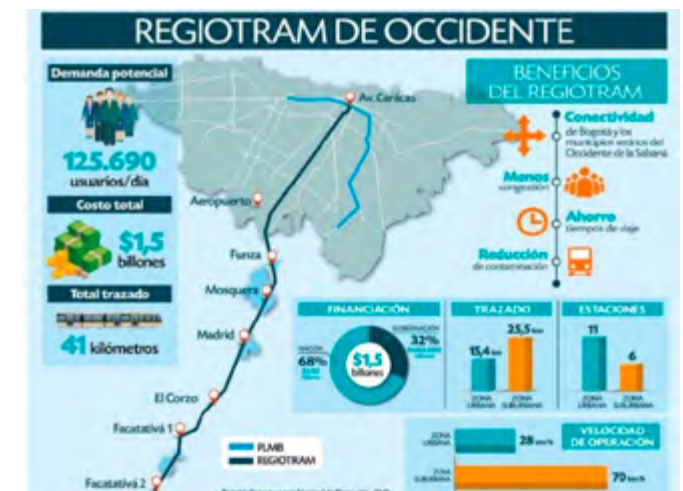 REGIOTRAM DE OCCIDENTE
Demanda potencial
125.690
usuarios/día
Costo total
$1,5
billones
Total trazado
41 kilómetros
Av. Caracas
Aeropuerto
Funza
Mosquera
Madrid
El Corzo
Facatativá 1
Facatativá 2
PLMB
REGIOTRAM
BENEFICIOS
DEL REGIOTRAM
Conectividad
de Bogotá y los
municipios vecinos del
Occidente de la Sabana
Menos
congestión
Ahorro
tiempos de viaje
Reducción
de contaminación
FINANCIACIÓN
NACIÓN
68%
GOBERNACIÓN
32%
$1,5
billones
TRAZADO
15,4 km
25,5 km
ZONA
URBANA
ZONA
SUBURBANA
ESTACIONES
11
6
ZONA
URBANA
ZONA
SUBURBANA
VELOCIDAD
DE OPERACIÓN
ZONA
URBANA
28 km/h
ZONA
SUBURBANA
70 km/h